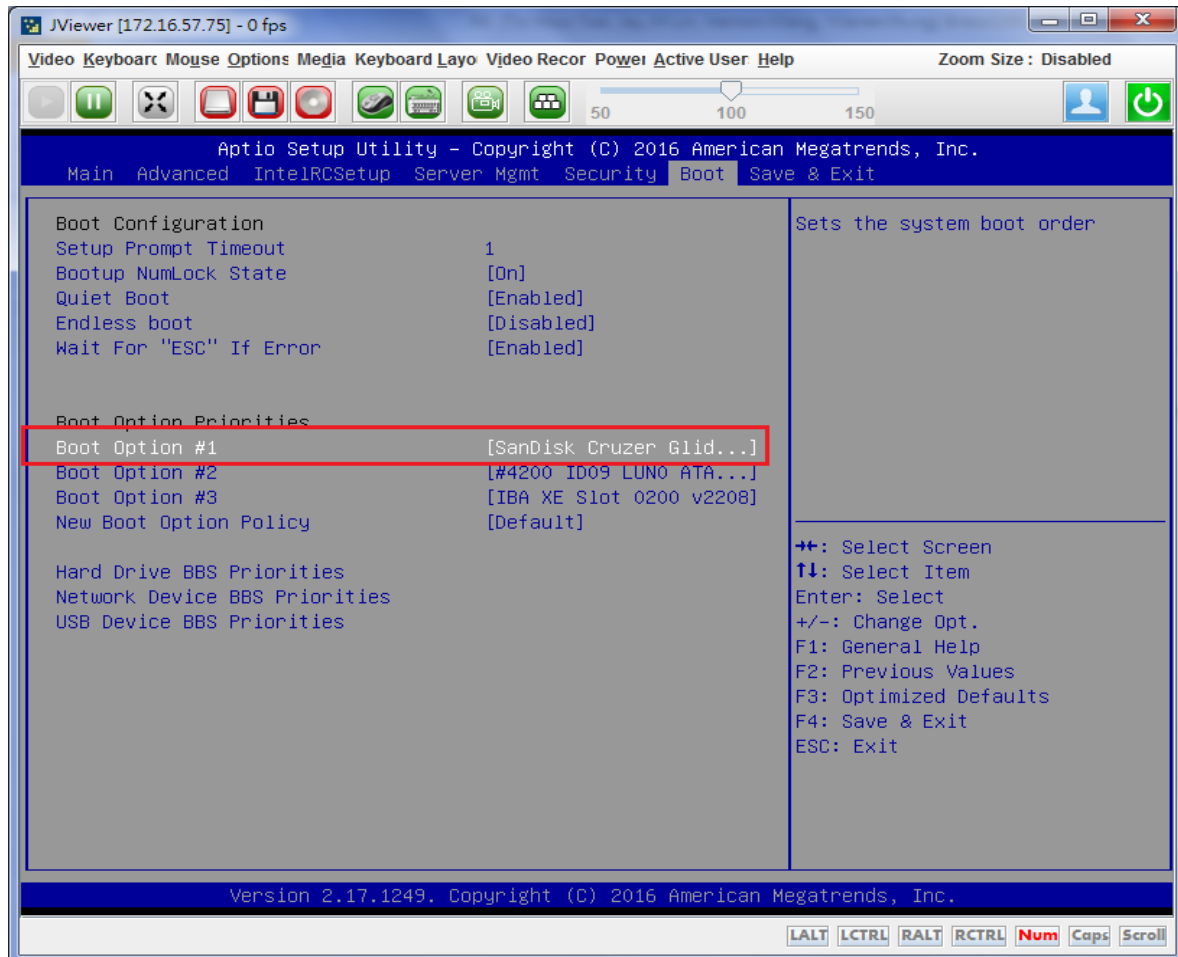 JViewer [172.16.57.75] - 0 fps
Video Keyboarc Mouse Options Media Keyboard Layo Video Recor Power Active User Help Zoom Size : Disabled
50 100 150
Aptio Setup Utility – Copyright (C) 2016 American Megatrends, Inc.
Main Advanced IntelRCSetup Server Mgmt Security Boot Save & Exit
Boot Configuration
Setup Prompt Timeout 1
Bootup NumLock State [On]
Quiet Boot [Enabled]
Endless boot [Disabled]
Wait For "ESC" If Error [Enabled]
Boot Option Priorities
Boot Option #1 [SanDisk Cruzer Glid...]
Boot Option #2 [#4200 ID09 LUN0 ATA...]
Boot Option #3 [IBA XE Slot 0200 v2208]
New Boot Option Policy [Default]
Hard Drive BBS Priorities
Network Device BBS Priorities
USB Device BBS Priorities
Sets the system boot order
→←: Select Screen
↑↓: Select Item
Enter: Select
+/-: Change Opt.
F1: General Help
F2: Previous Values
F3: Optimized Defaults
F4: Save & Exit
ESC: Exit
Version 2.17.1249. Copyright (C) 2016 American Megatrends, Inc.
LALT LCTRL RALT RCTRL Num Caps Scroll